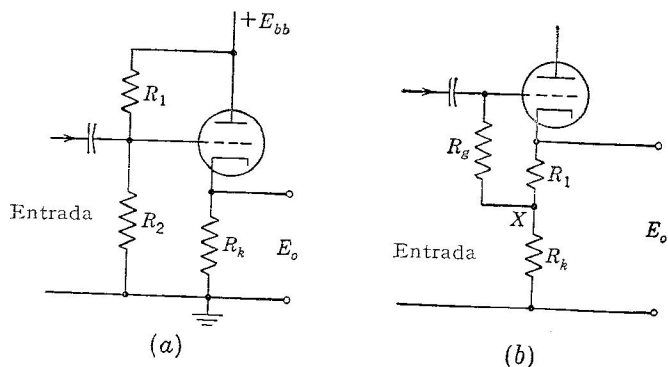 +E_bb
R_1
Entrada
R_2
R_k
E_o
(a)
R_g
R_1
X
Entrada
R_k
E_o
(b)